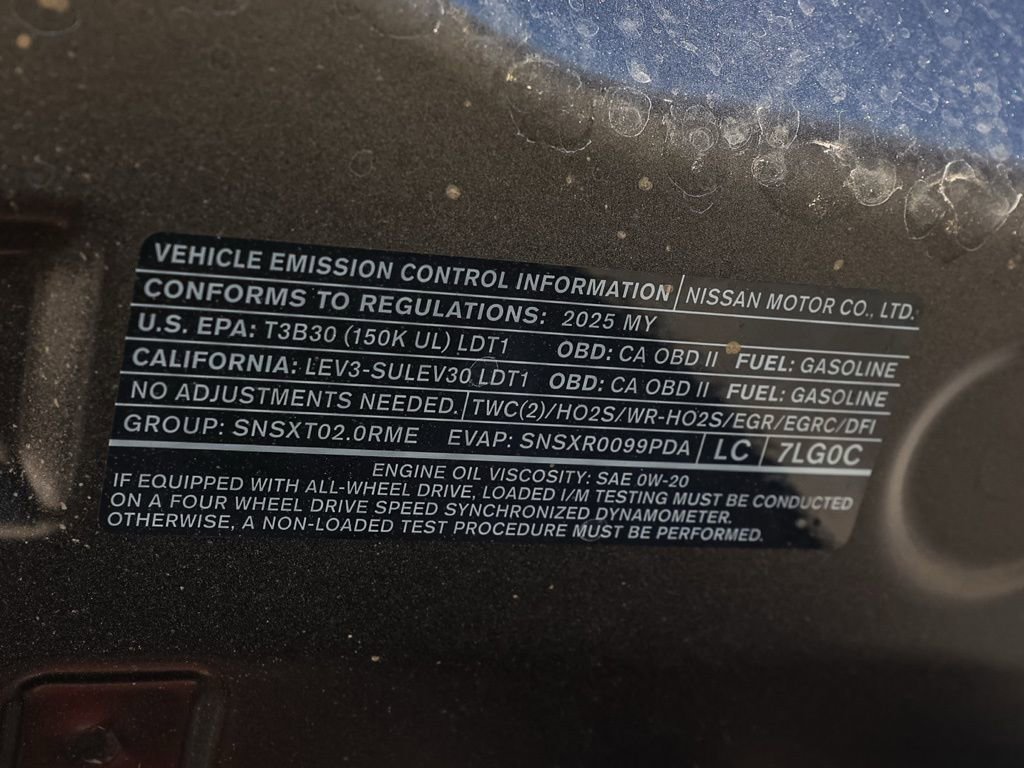 VEHICLE EMISSION CONTROL INFORMATION NISSAN MOTOR CO., LTD.
CONFORMS TO REGULATIONS: 2025 MY
U.S. EPA: T3B30 (150K UL) LDT1 OBD: CA OBD II FUEL: GASOLINE
CALIFORNIA: LEV3-SULEV30 LDT1 OBD: CA OBD II FUEL: GASOLINE
NO ADJUSTMENTS NEEDED. TWC(2)/HO2S/WR-HO2S/EGR/EGRC/DFI
GROUP: SNSXT02.0RME EVAP: SNSXR0099PDA LC 7LG0C
ENGINE OIL VISCOSITY: SAE 0W-20
IF EQUIPPED WITH ALL-WHEEL DRIVE, LOADED I/M TESTING MUST BE CONDUCTED
ON A FOUR WHEEL DRIVE SPEED SYNCHRONIZED DYNAMOMETER.
OTHERWISE, A NON-LOADED TEST PROCEDURE MUST BE PERFORMED.